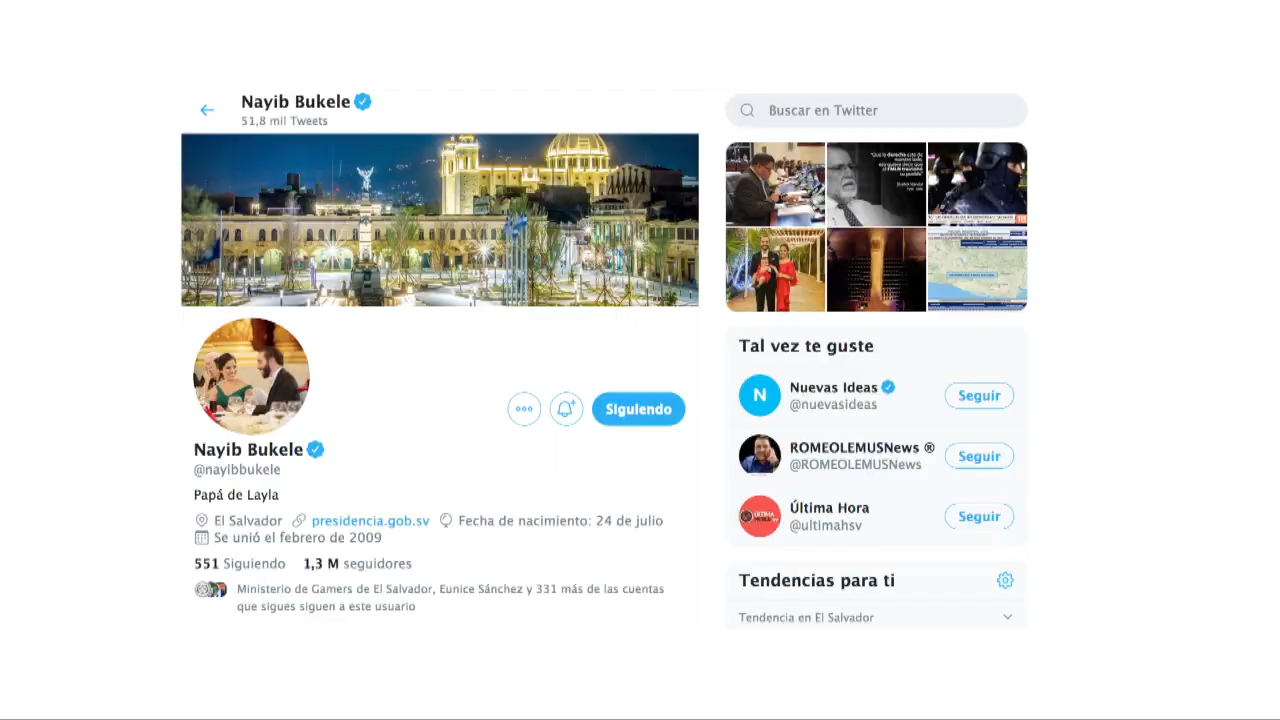 Nayib Bukele
51,8 mil Tweets
Siguiendo
Nayib Bukele
@nayibbukele
Papá de Layla
El Salvador presidencia.gob.sv Fecha de nacimiento: 24 de julio
Se unió el febrero de 2009
551 Siguiendo 1,3 M seguidores
Ministerio de Gamers de El Salvador, Eunice Sánchez y 331 más de las cuentas
que sigues siguen a este usuario
Buscar en Twitter
Tal vez te guste
N
Nuevas Ideas
@nuevasideas
Seguir
ROMEOLEMUSNews ®
@ROMEOLEMUSNews
Seguir
ÚLTIMA
HORA
Última Hora
@ultimahsv
Seguir
Tendencias para ti
Tendencia en El Salvador